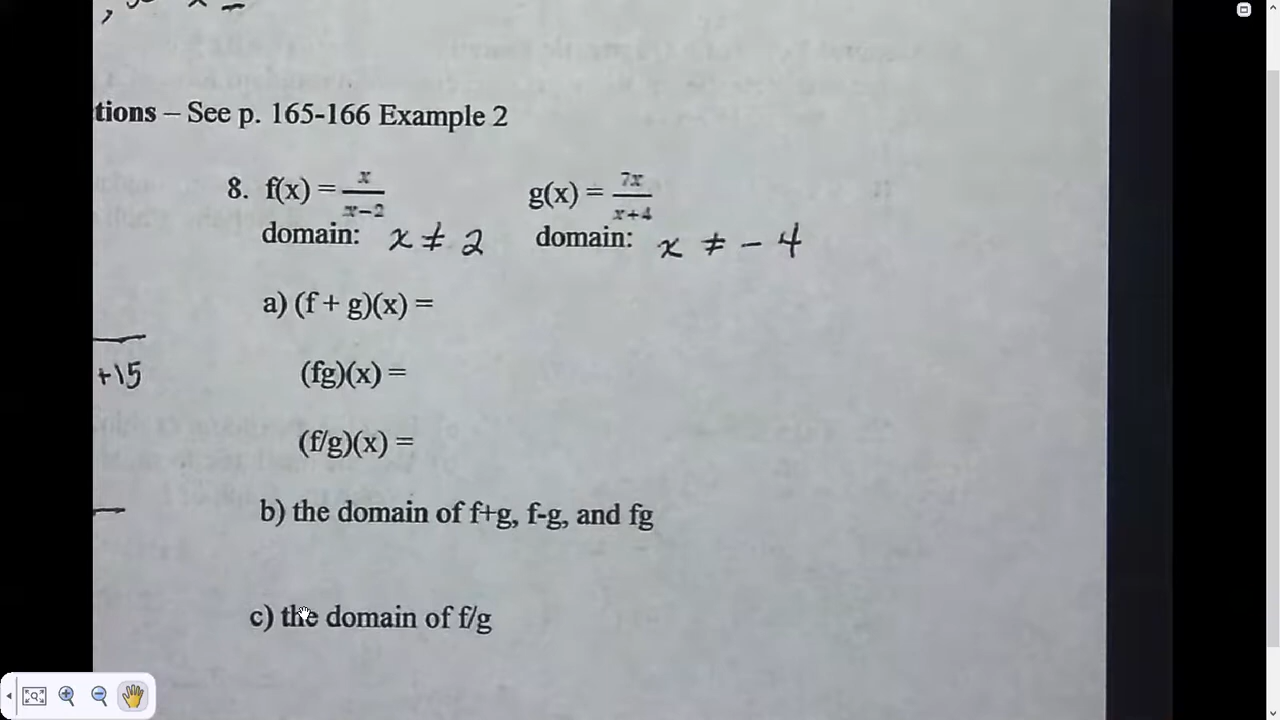 tions – See p. 165-166 Example 2
8. f(x) = x/(x−2) g(x) = 7x/(x+4)
domain: x ≠ 2 domain: x ≠ - 4
a) (f + g)(x) =
+15
(fg)(x) =
(f/g)(x) =
b) the domain of f+g, f-g, and fg
c) the domain of f/g